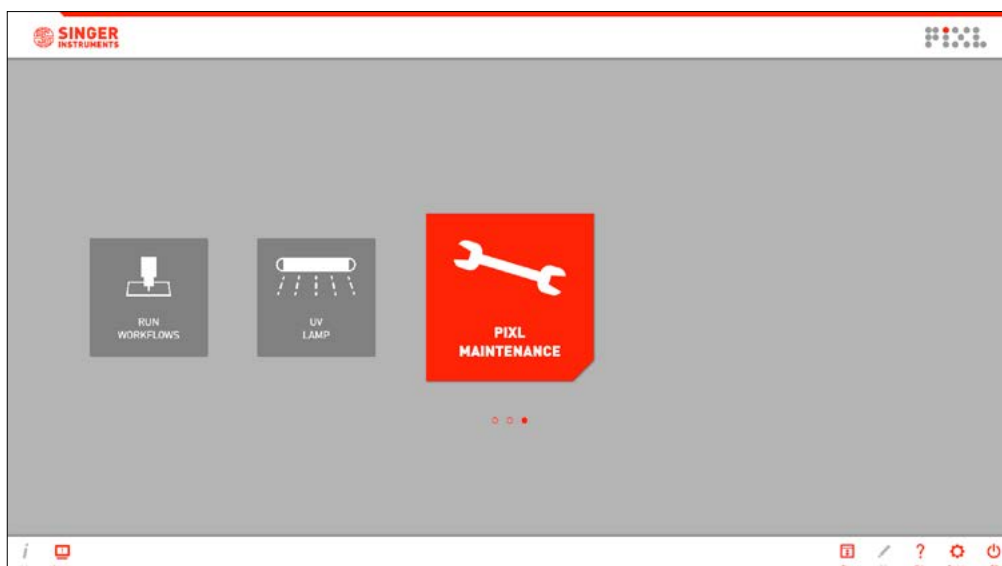 SINGER
INSTRUMENTS
PIXL
RUN
WORKFLOWS
UV
LAMP
PIXL
MAINTENANCE
i
?